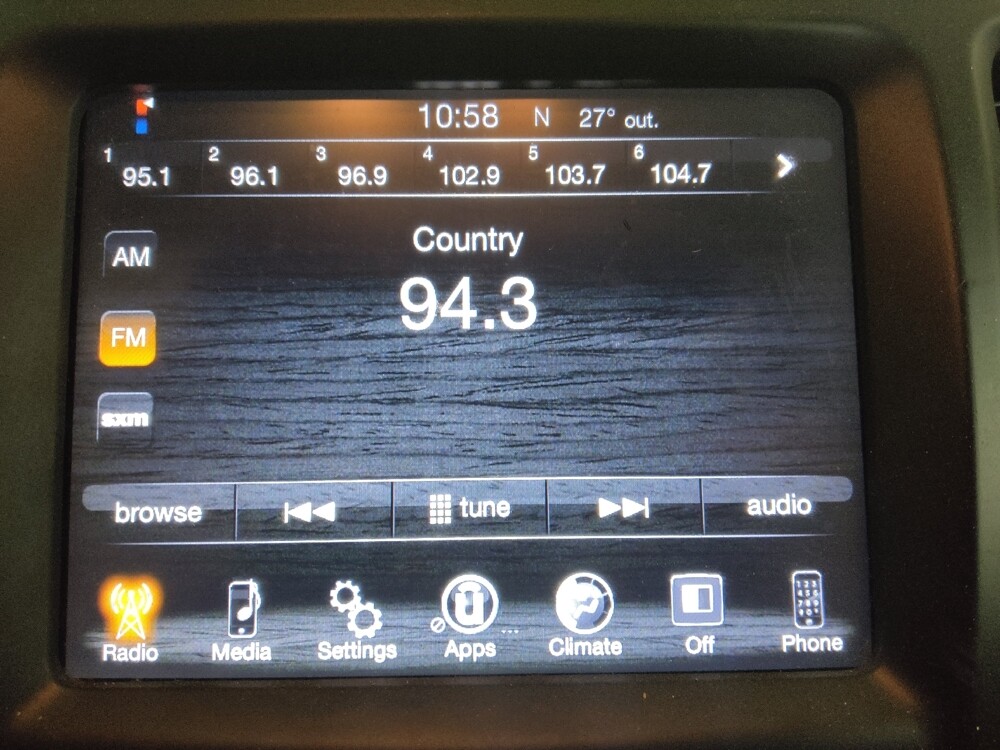 10:58 N 27° out.
1 2 3 4 5 6
95.1 96.1 96.9 102.9 103.7 104.7
Country
AM
94.3
FM
sxm
browse tune audio
Radio Media Settings Apps Climate Off Phone